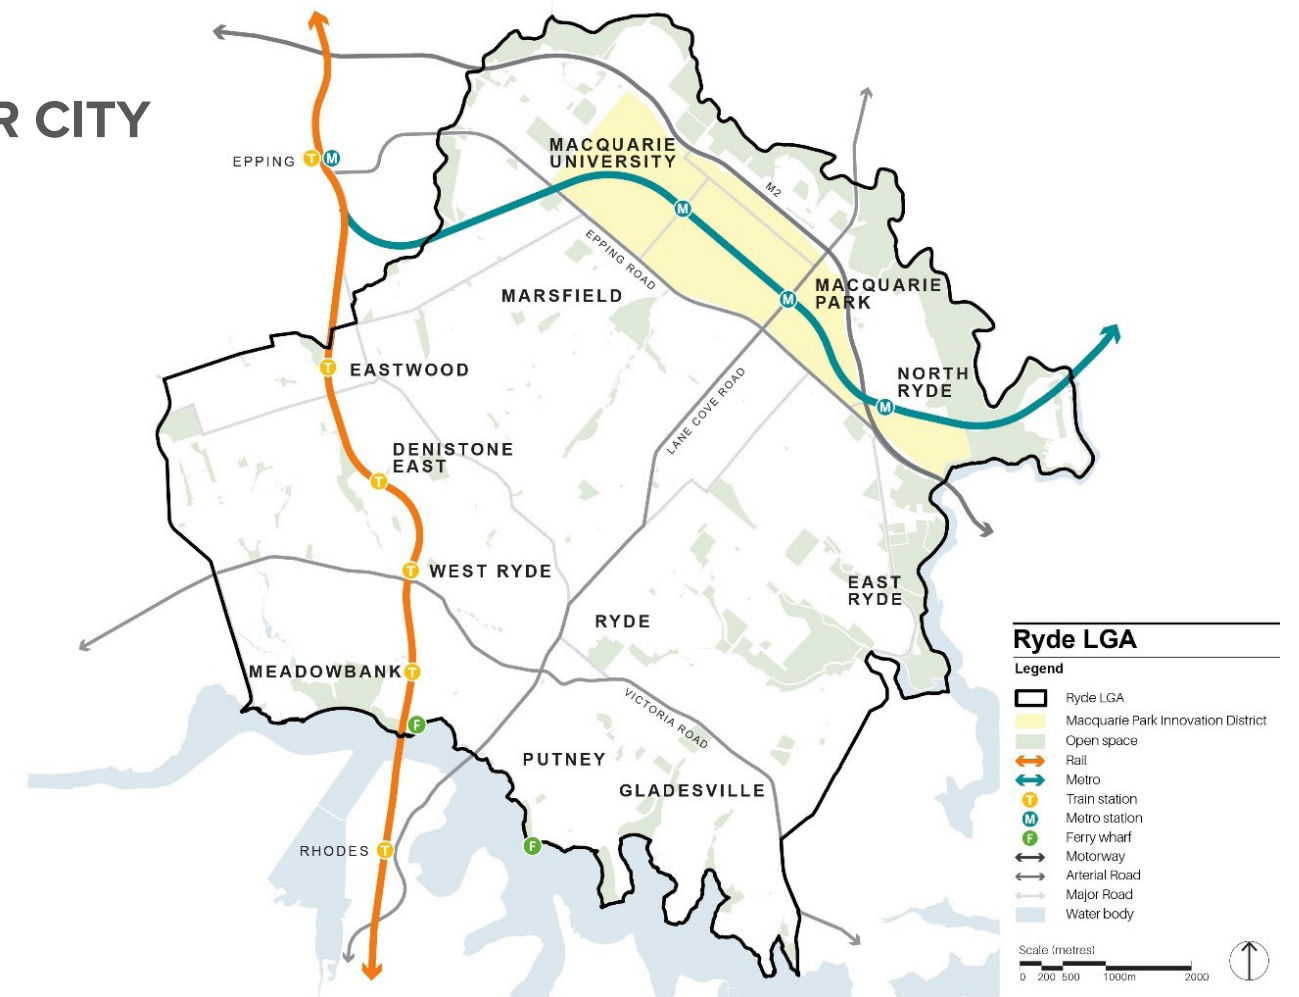 R CITY
EPPING T M
MACQUARIE
UNIVERSITY
M
M2
EPPING ROAD
MARSFIELD
MACQUARIE
PARK
M
T EASTWOOD
NORTH
RYDE
M
LANE COVE ROAD
DENISTONE
EAST
T
T WEST RYDE
EAST
RYDE
RYDE
MEADOWBANK T
F
VICTORIA ROAD
PUTNEY
GLADESVILLE
F
RHODES T
Ryde LGA
Legend
Ryde LGA
Macquarie Park Innovation District
Open space
Rail
Metro
T Train station
M Metro station
F Ferry wharf
Motorway
Arterial Road
Major Road
Water body
Scale (metres)
0 200 500 1000m 2000